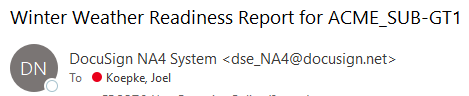 Winter Weather Readiness Report for ACME_SUB-GT1
DN
DocuSign NA4 System <dse_NA4@docusign.net>
To Koepke, Joel